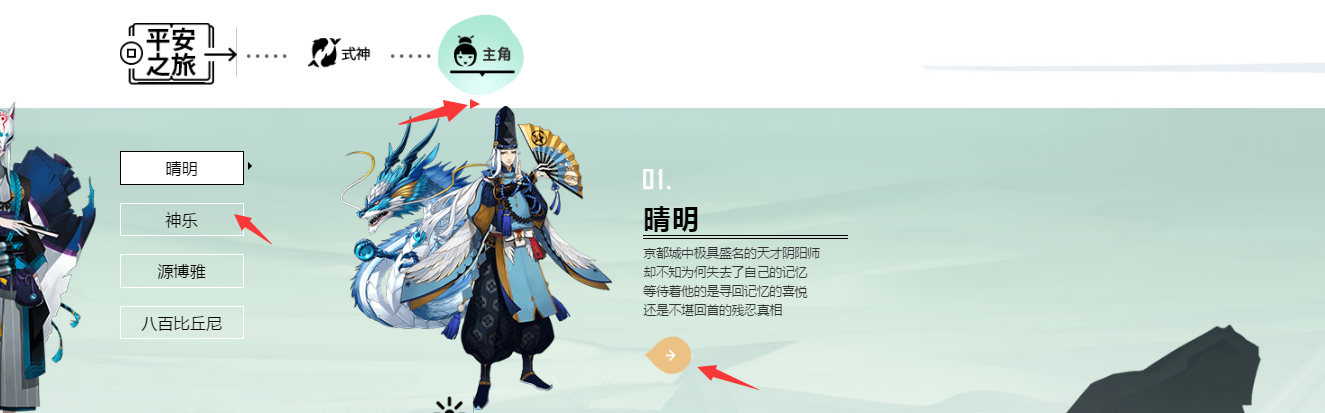 平安
之旅
式神
主角
晴明
神乐
源博雅
八百比丘尼
01.
晴明
京都城中极具盛名的天才阴阳师
却不知为何失去了自己的记忆
等待着他的是寻回记忆的喜悦
还是不堪回首的残忍真相